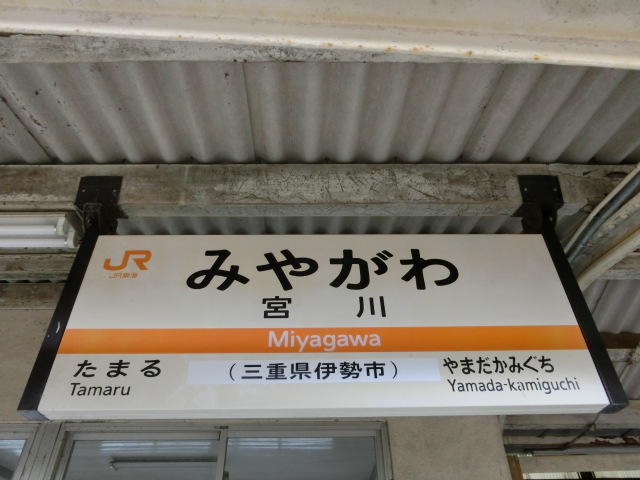 JR
JR東海
みやがわ
宮川
Miyagawa
たまる
Tamaru
（三重県伊勢市）
やまだかみぐち
Yamada-kamiguchi